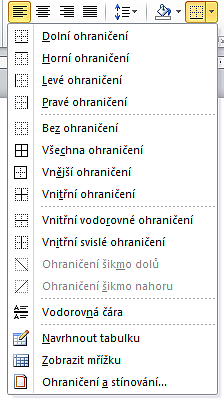 Dolní ohraničení
Horní ohraničení
Levé ohraničení
Pravé ohraničení
Bez ohraničení
Všechna ohraničení
Vnější ohraničení
Vnitřní ohraničení
Vnitřní vodorovné ohraničení
Vnitřní svislé ohraničení
Ohraničení šikmo dolů
Ohraničení šikmo nahoru
Vodorovná čára
Navrhnout tabulku
Zobrazit mřížku
Ohraničení a stínování...